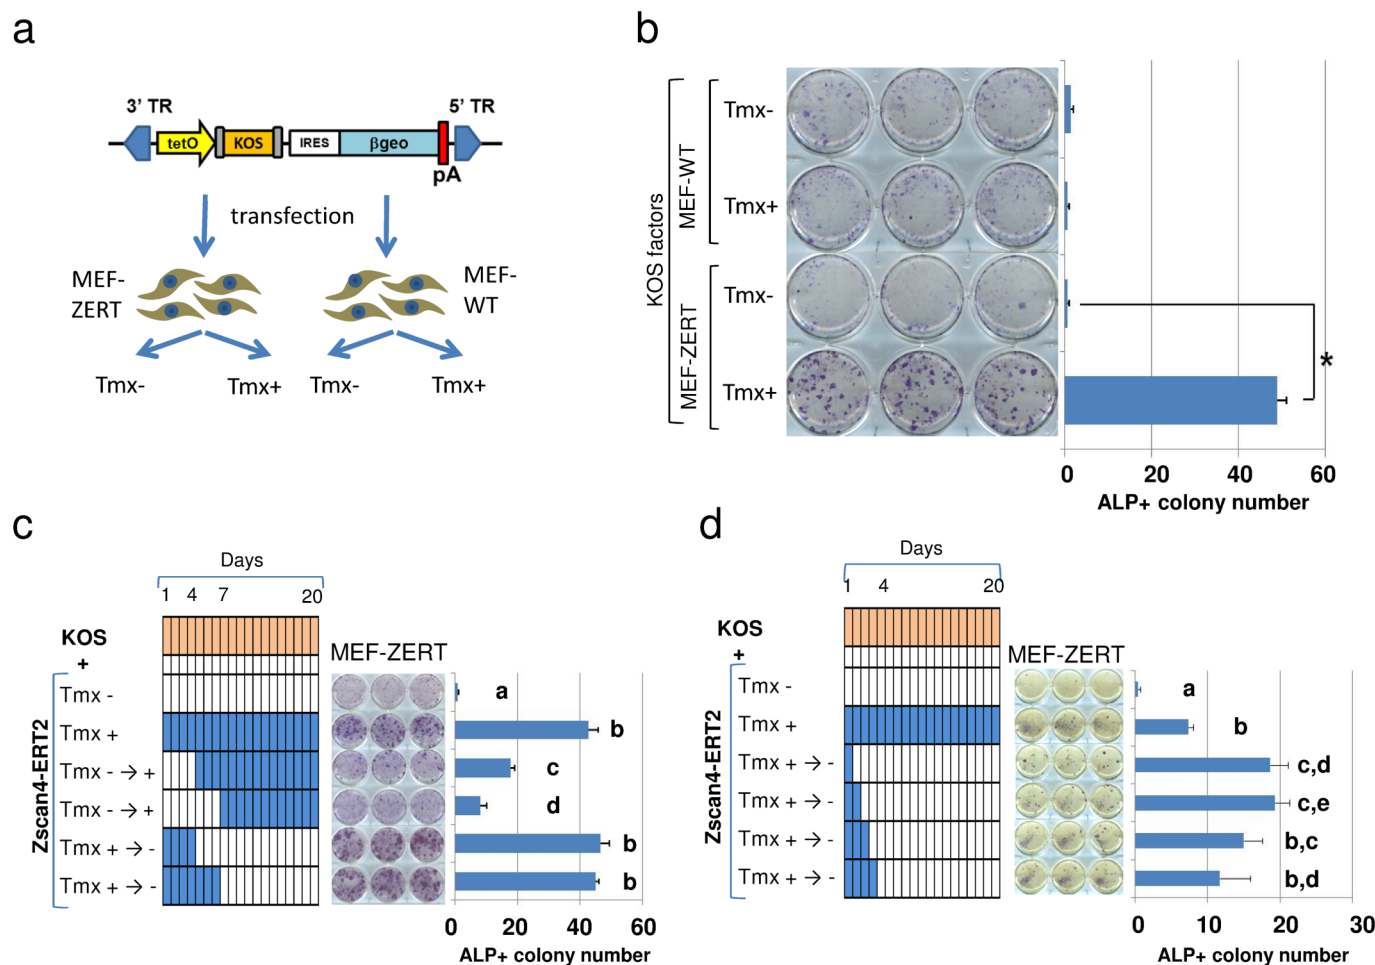 a
3' TR
5' TR
tetO
KOS
IRES
βgeo
pA
transfection
MEF-
ZERT
MEF-
WT
Tmx-
Tmx+
Tmx-
Tmx+
b
KOS factors
MEF-WT
MEF-ZERT
Tmx-
Tmx+
Tmx-
Tmx+
*
0 20 40 60
ALP+ colony number
c
Days
1 4 7 20
KOS
+
MEF-ZERT
Zscan4-ERT2
Tmx - a
Tmx + b
Tmx - → + c
Tmx - → + d
Tmx + → - b
Tmx + → - b
0 20 40 60
ALP+ colony number
d
Days
1 4 20
KOS
+
MEF-ZERT
Zscan4-ERT2
Tmx - a
Tmx + b
Tmx + → - c,d
Tmx + → - c,e
Tmx + → - b,c
Tmx + → - b,d
0 10 20 30
ALP+ colony number